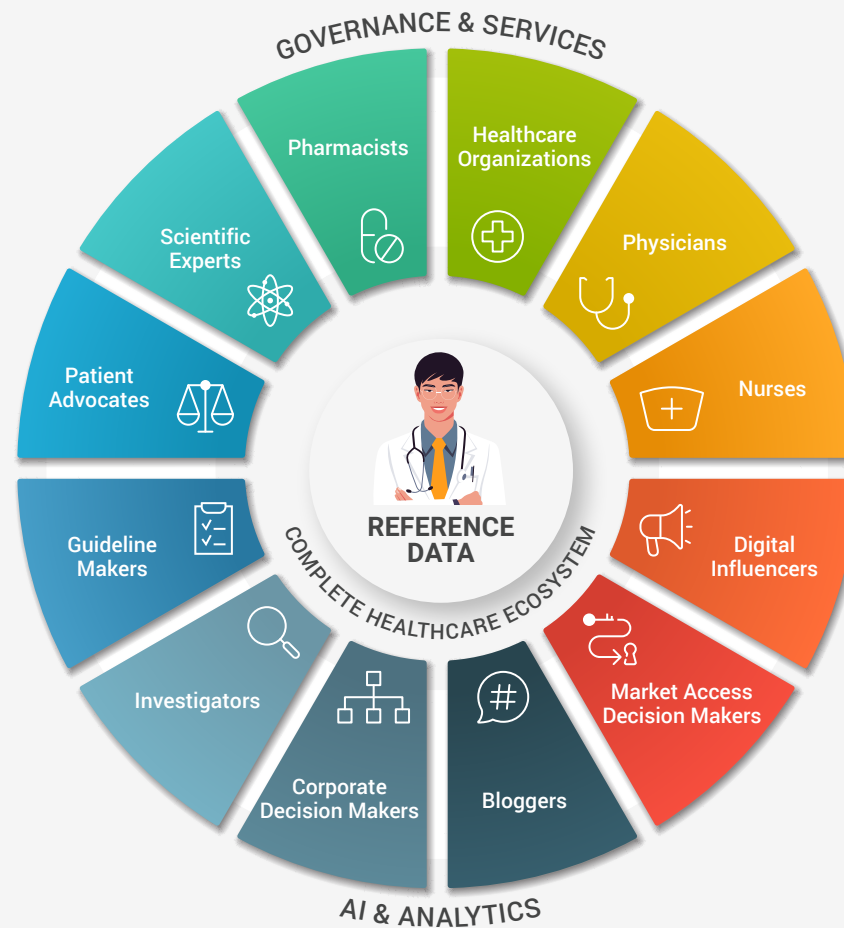 GOVERNANCE & SERVICES
Healthcare
Organizations
Physicians
Nurses
Digital
Influencers
Market Access
Decision Makers
Bloggers
Corporate
Decision Makers
Investigators
Guideline
Makers
Patient
Advocates
Scientific
Experts
Pharmacists
REFERENCE
DATA
COMPLETE HEALTHCARE ECOSYSTEM
#
AI & ANALYTICS